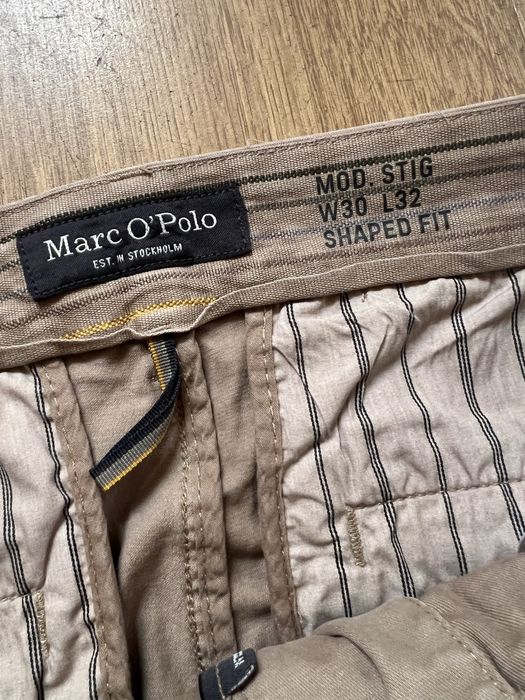 Marc O'Polo
EST. IN STOCKHOLM
MOD. STIG
W30 L32
SHAPED FIT